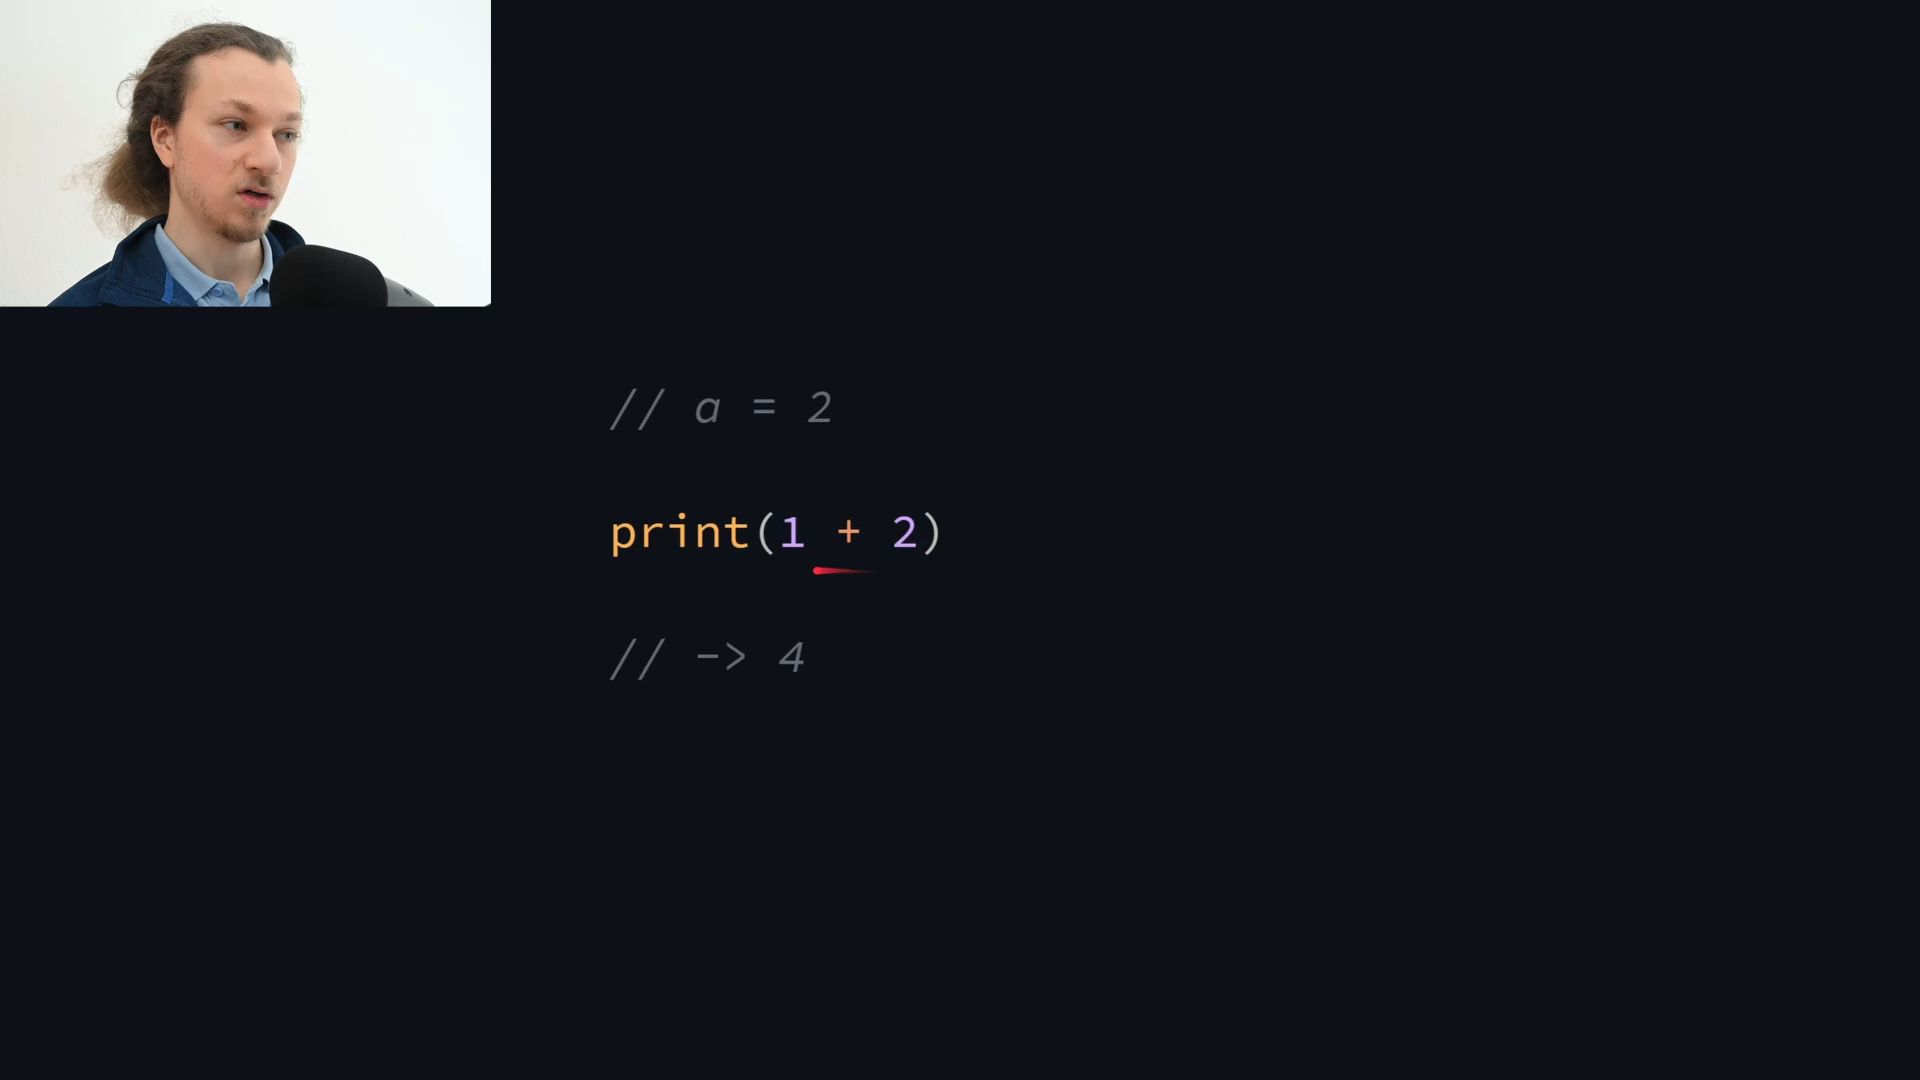 // a = 2
print(1 + 2)
// -> 4